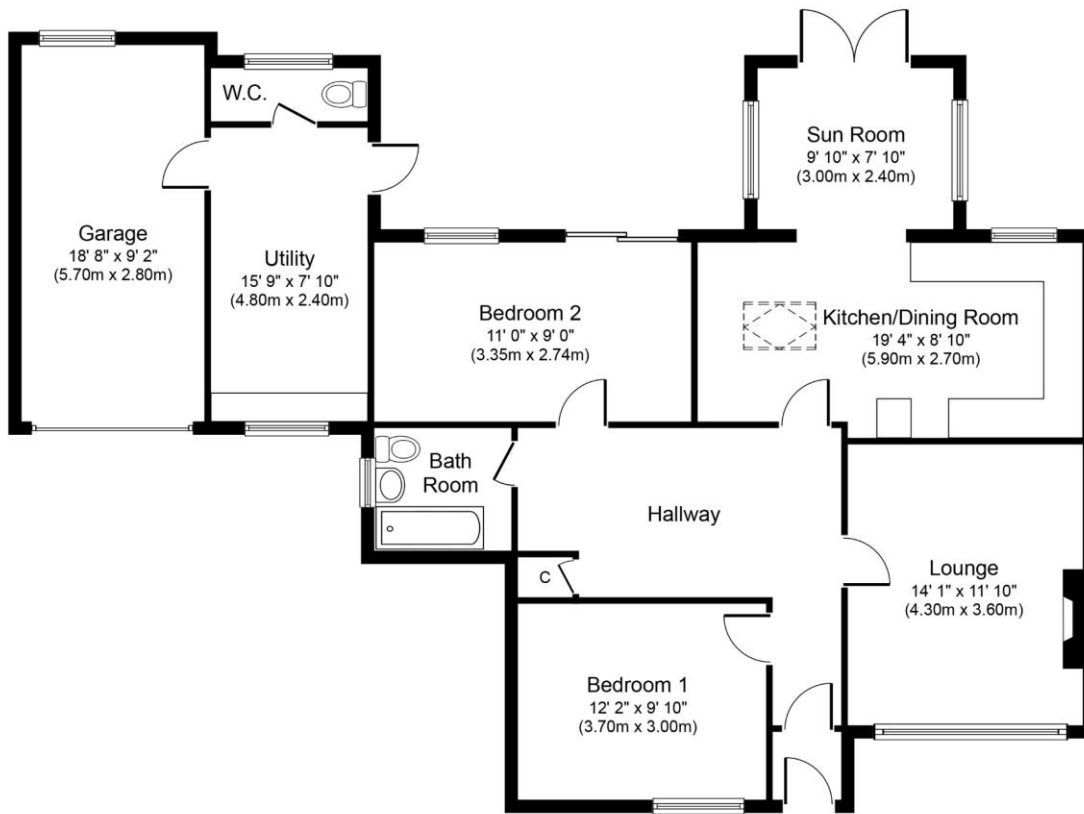 W.C.
Sun Room
9' 10" x 7' 10"
(3.00m x 2.40m)
Garage
18' 8" x 9' 2"
(5.70m x 2.80m)
Utility
15' 9" x 7' 10"
(4.80m x 2.40m)
Bedroom 2
11' 0" x 9' 0"
(3.35m x 2.74m)
Kitchen/Dining Room
19' 4" x 8' 10"
(5.90m x 2.70m)
Bath
Room
Hallway
C
Lounge
14' 1" x 11' 10"
(4.30m x 3.60m)
Bedroom 1
12' 2" x 9' 10"
(3.70m x 3.00m)